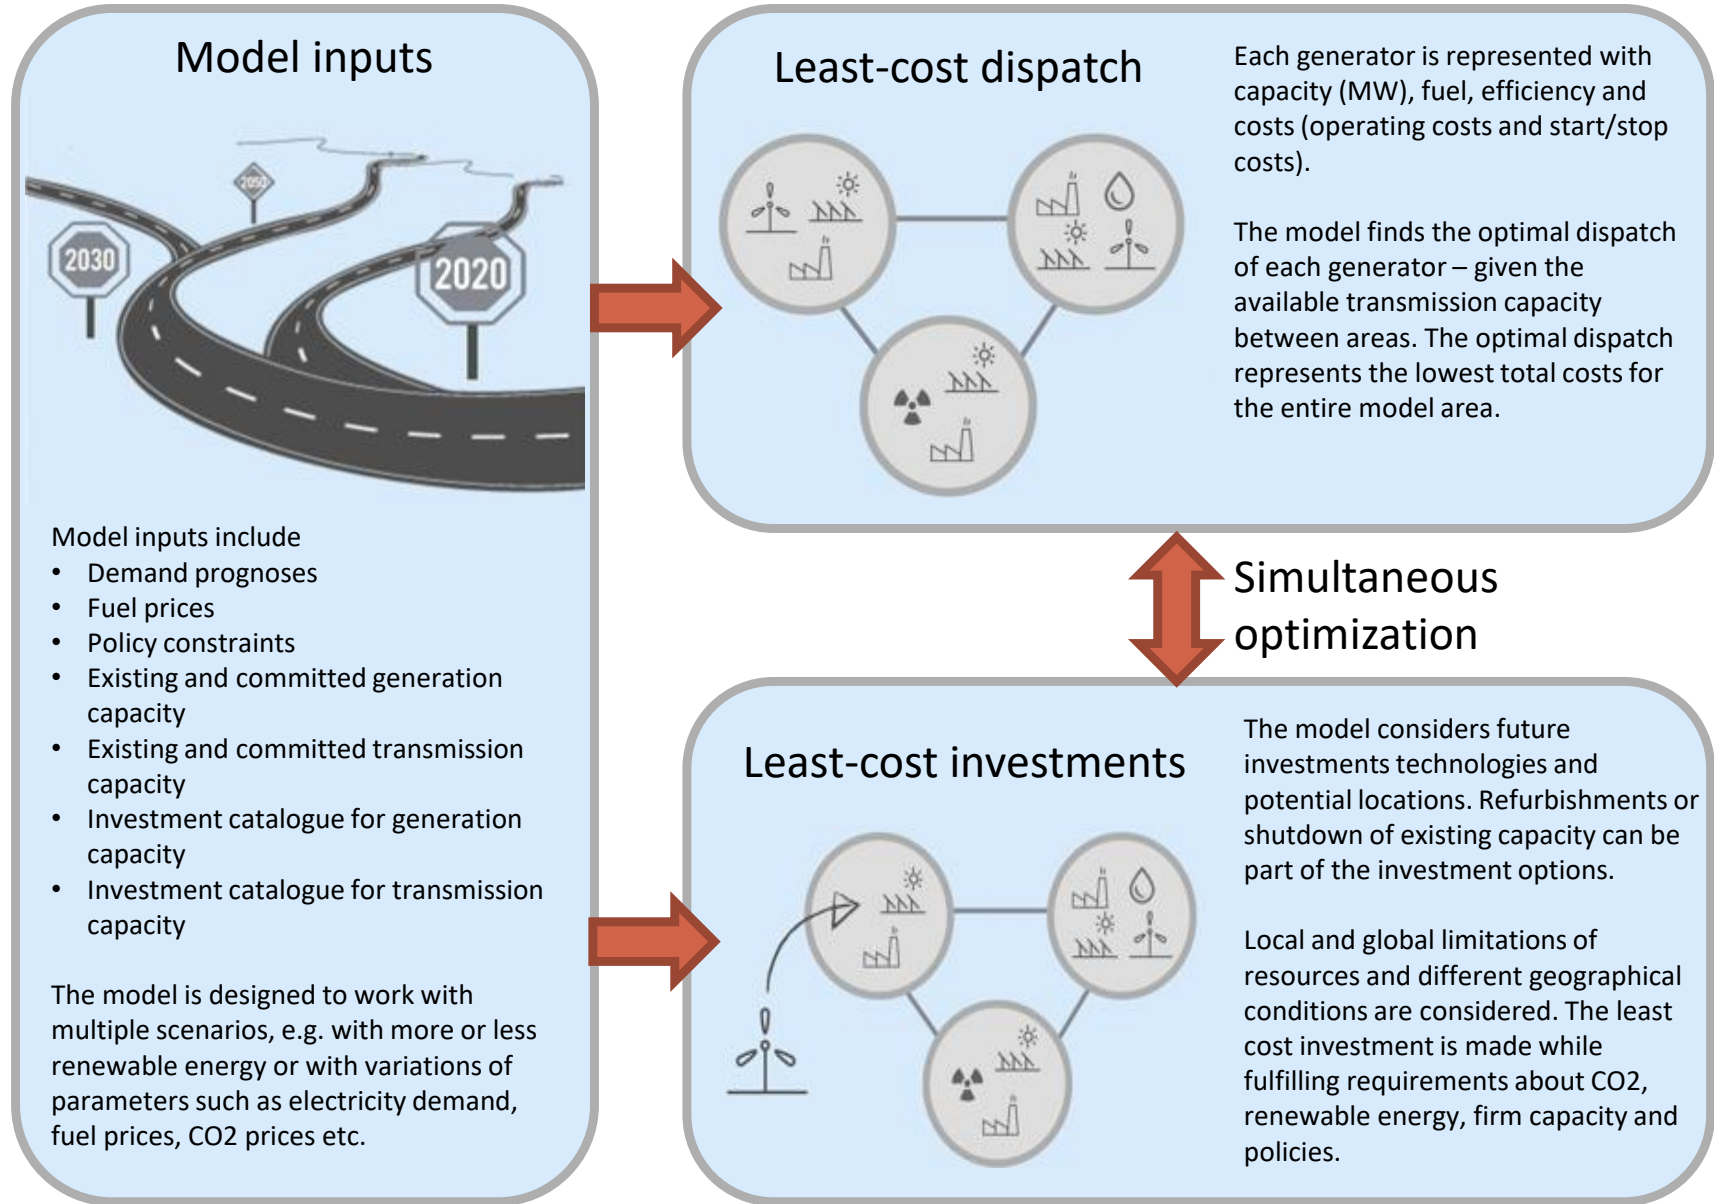 Model inputs
2050
2030
2020
Model inputs include
• Demand prognoses
• Fuel prices
• Policy constraints
• Existing and committed generation
capacity
• Existing and committed transmission
capacity
• Investment catalogue for generation
capacity
• Investment catalogue for transmission
capacity
The model is designed to work with
multiple scenarios, e.g. with more or less
renewable energy or with variations of
parameters such as electricity demand,
fuel prices, CO2 prices etc.
Least-cost dispatch
Each generator is represented with
capacity (MW), fuel, efficiency and
costs (operating costs and start/stop
costs).
The model finds the optimal dispatch
of each generator – given the
available transmission capacity
between areas. The optimal dispatch
represents the lowest total costs for
the entire model area.
Simultaneous
optimization
Least-cost investments
The model considers future
investments technologies and
potential locations. Refurbishments or
shutdown of existing capacity can be
part of the investment options.
Local and global limitations of
resources and different geographical
conditions are considered. The least
cost investment is made while
fulfilling requirements about CO2,
renewable energy, firm capacity and
policies.